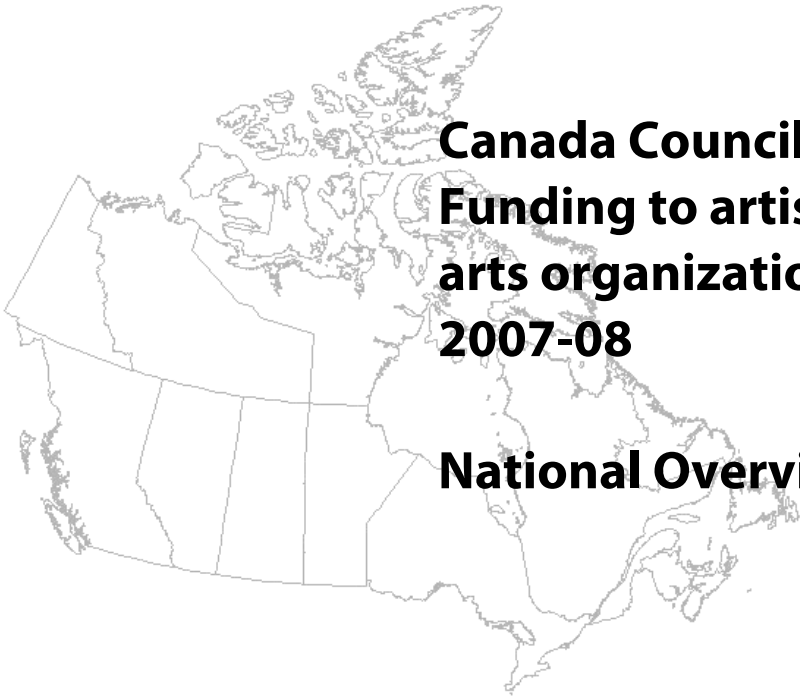 Canada Council
Funding to artis
arts organizatio
2007-08
National Overvi